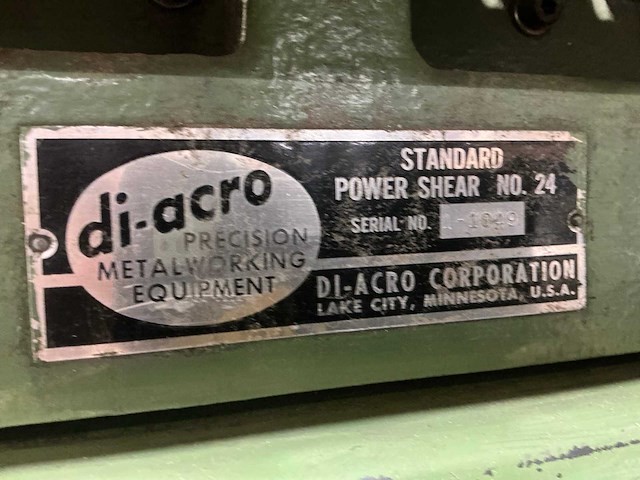 di-acro
PRECISION
METALWORKING
EQUIPMENT
STANDARD
POWER SHEAR NO. 24
SERIAL NO.
DI-ACRO CORPORATION
LAKE CITY, MINNESOTA, U.S.A.